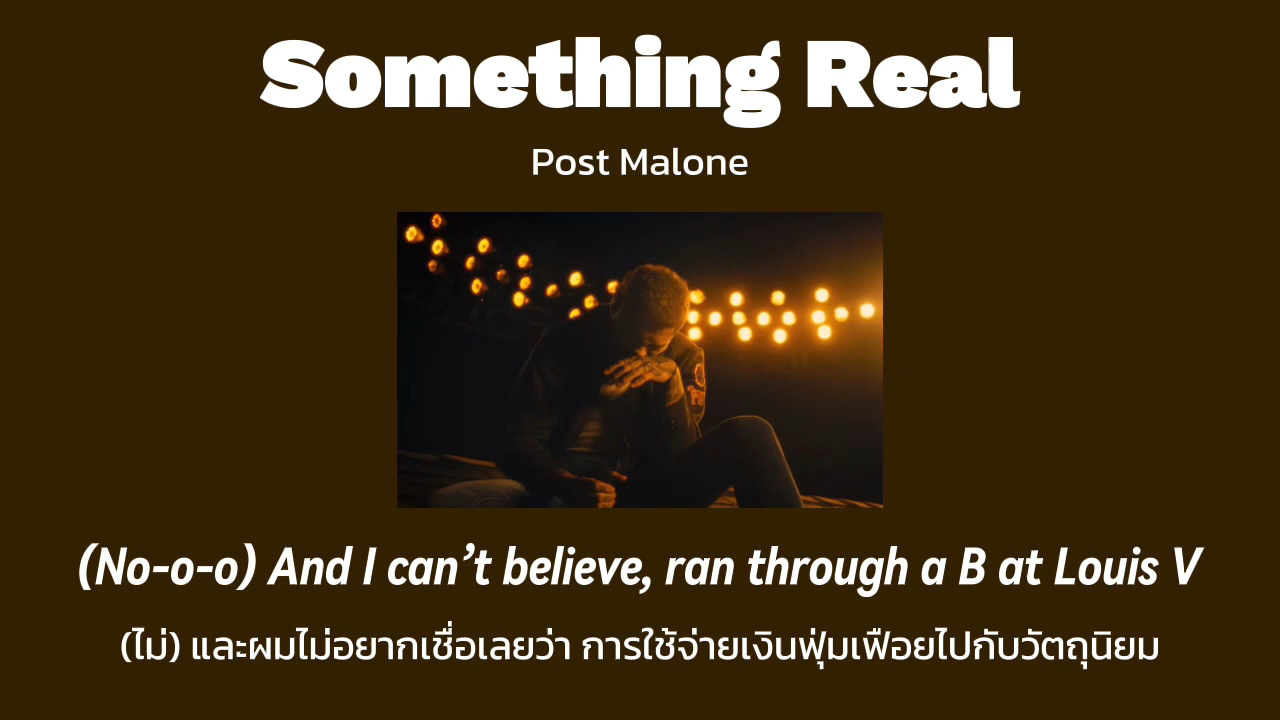 Something Real
Post Malone
(No-o-o) And I can’t believe, ran through a B at Louis V
(ไม่) และผมไม่อยากเชื่อเลยว่า การใช้จ่ายเงินฟุ่มเฟือยไปกับวัตถุนิยม